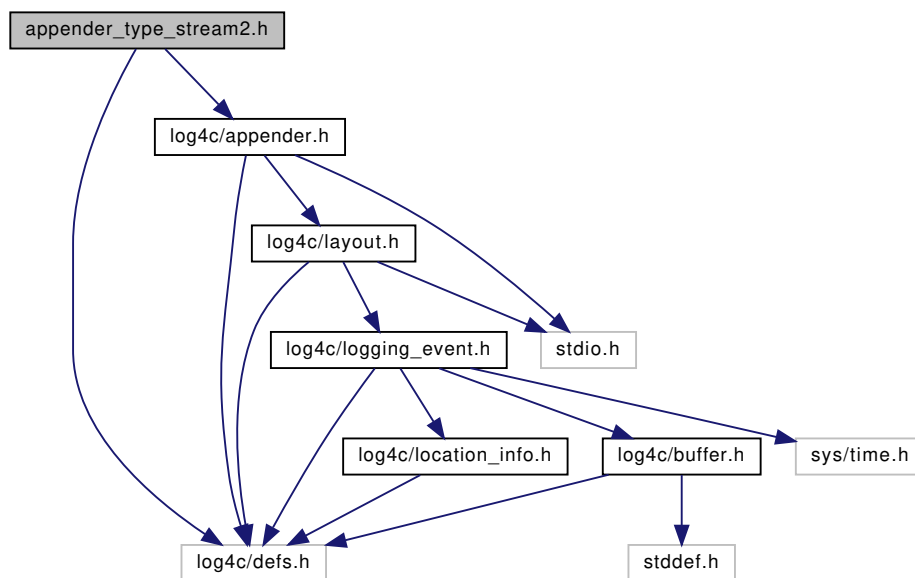 appender_type_stream2.h
log4c/appender.h
log4c/layout.h
log4c/logging_event.h
stdio.h
log4c/location_info.h
log4c/buffer.h
sys/time.h
log4c/defs.h
stddef.h